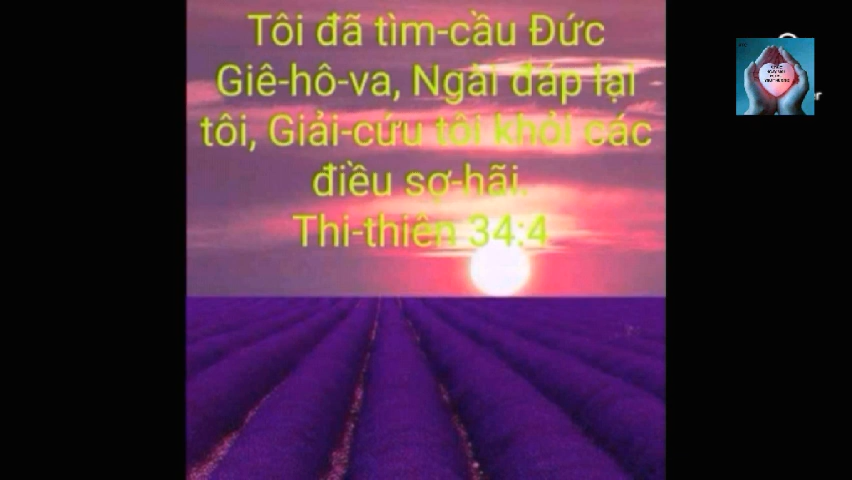 Tôi đã tìm-cầu Đức
Giê-hô-va, Ngài đáp lại
tôi, Giải-cứu tôi khỏi các
điều sợ-hãi.
Thi-thiên 34:4